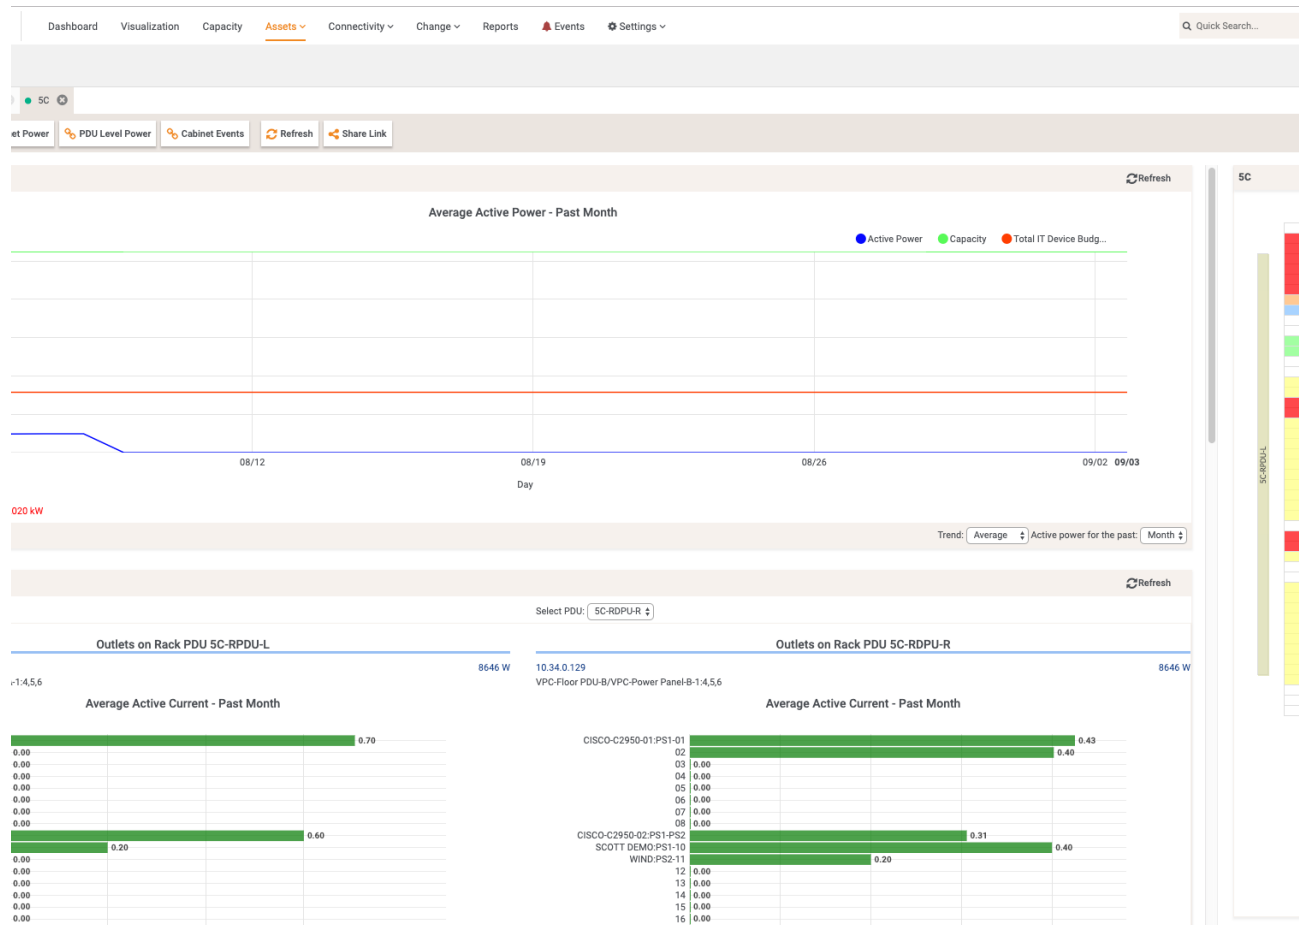 Dashboard Visualization Capacity Assets Connectivity Change Reports Events Settings Quick Search...
5C
et Power PDU Level Power Cabinet Events Refresh Share Link
Refresh
5C
Average Active Power - Past Month
Active Power Capacity Total IT Device Budg...
08/12 08/19 08/26 09/02 09/03
Day
020 kW
Trend: Average Active power for the past: Month
5C-RPDU-L
Refresh
Select PDU: 5C-RDPU-R
Outlets on Rack PDU 5C-RPDU-L
8646 W
-1:4,5,6
Average Active Current - Past Month
0.70
0.00
0.00
0.00
0.00
0.00
0.00
0.00
0.60
0.20
0.00
0.00
0.00
0.00
0.00
0.00
Outlets on Rack PDU 5C-RDPU-R
10.34.0.129 8646 W
VPC-Floor PDU-B/VPC-Power Panel-B-1:4,5,6
Average Active Current - Past Month
CISCO-C2950-01:PS1-01 0.43
02 0.40
03 0.00
04 0.00
05 0.00
06 0.00
07 0.00
08 0.00
CISCO-C2950-02:PS1-PS2 0.31
SCOTT DEMO:PS1-10 0.40
WIND:PS2-11 0.20
12 0.00
13 0.00
14 0.00
15 0.00
16 0.00